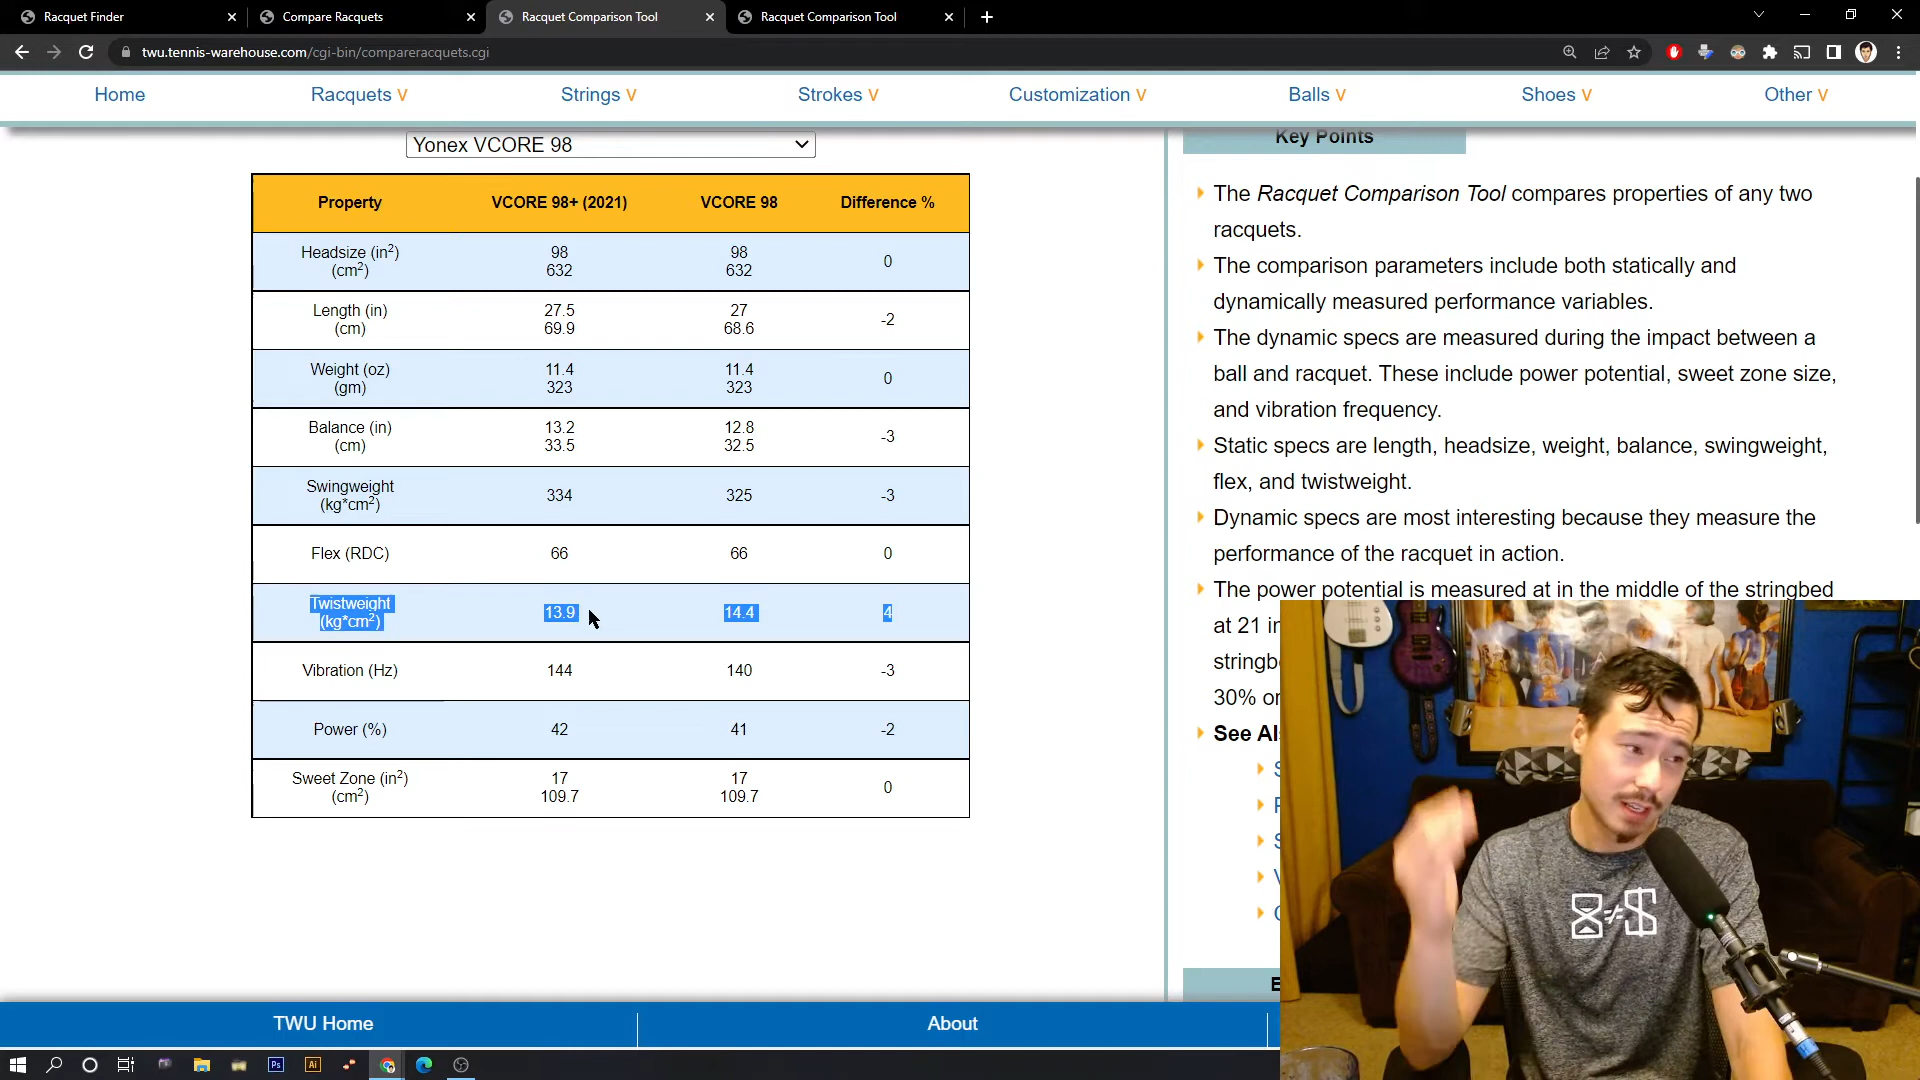 Racquet Finder
Compare Racquets
Racquet Comparison Tool
Racquet Comparison Tool
twu.tennis-warehouse.com/cgi-bin/compareracquets.cgi
Home
Racquets V
Strings V
Strokes V
Customization V
Balls V
Shoes V
Other V
Yonex VCORE 98
Property VCORE 98+ (2021) VCORE 98 Difference %
Headsize (in²) 98 98
(cm²) 632 632 0
Length (in) 27.5 27
(cm) 69.9 68.6 -2
Weight (oz) 11.4 11.4
(gm) 323 323 0
Balance (in) 13.2 12.8
(cm) 33.5 32.5 -3
Swingweight
(kg*cm²) 334 325 -3
Flex (RDC) 66 66 0
Twistweight
(kg*cm²) 13.9 14.4 4
Vibration (Hz) 144 140 -3
Power (%) 42 41 -2
Sweet Zone (in²) 17 17
(cm²) 109.7 109.7 0
Key Points
The Racquet Comparison Tool compares properties of any two
racquets.
The comparison parameters include both statically and
dynamically measured performance variables.
The dynamic specs are measured during the impact between a
ball and racquet. These include power potential, sweet zone size,
and vibration frequency.
Static specs are length, headsize, weight, balance, swingweight,
flex, and twistweight.
Dynamic specs are most interesting because they measure the
performance of the racquet in action.
The power potential is measured at in the middle of the stringbed
at 21
30%
See
TWU Home
About
Ps
Ai